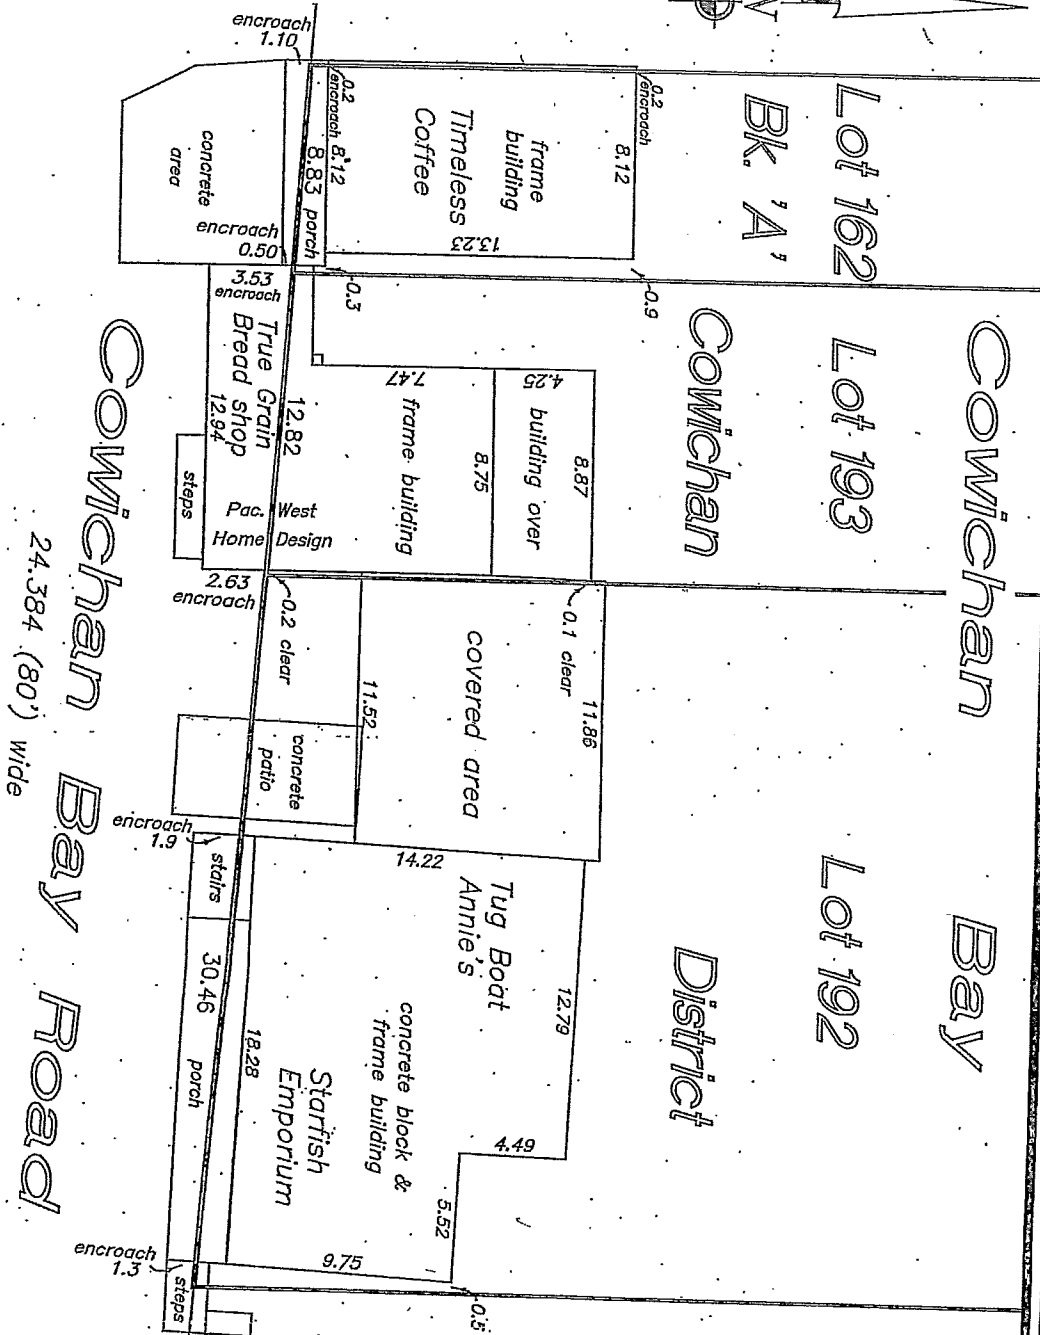 encroach
1.10
Lot 162
Bk. 'A'
0.2
encroach
8.12
frame
building
Timeless
Coffee
13.23
0.2
encroach
8.12
8.83
porch
concrete
area
encroach
0.50
0.3
0.9
Cowichan
Bay
Lot 193
Cowichan
3.53
encroach
True Grain
Bread shop
12.94
12.82
steps
7.47
frame building
4.25
building over
8.87
8.75
Pac. West
Home Design
2.63
encroach
0.2 clear
0.1 clear
covered area
11.86
11.52
concrete
patio
14.22
Lot 192
District
encroach
1.9
stairs
30.46
porch
Tug Boat
Annie's
12.79
concrete block &
frame building
Starfish
Emporium
18.28
4.49
5.52
9.75
0.5
encroach
1.3
steps
Cowichan Bay Road
24.384 (80') wide